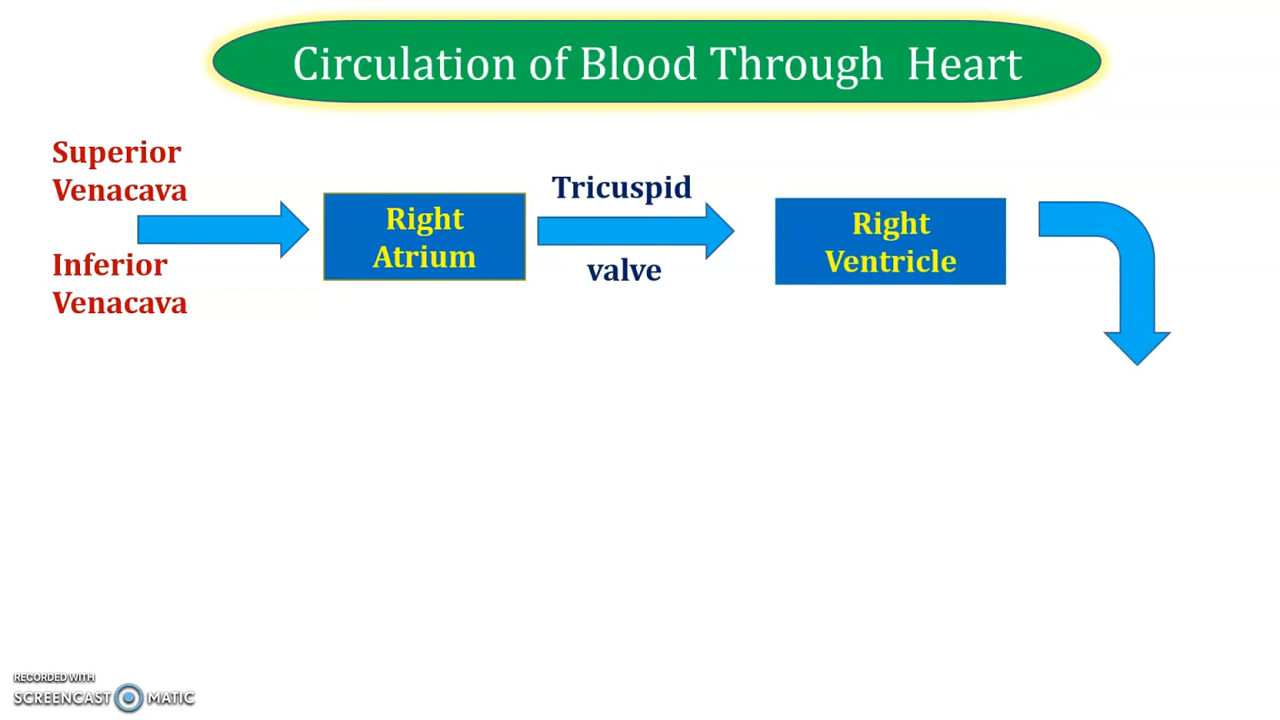 Circulation of Blood Through Heart
Superior
Venacava
Inferior
Venacava
Right
Atrium
Tricuspid
valve
Right
Ventricle
RECORDED WITH
SCREENCAST MATIC